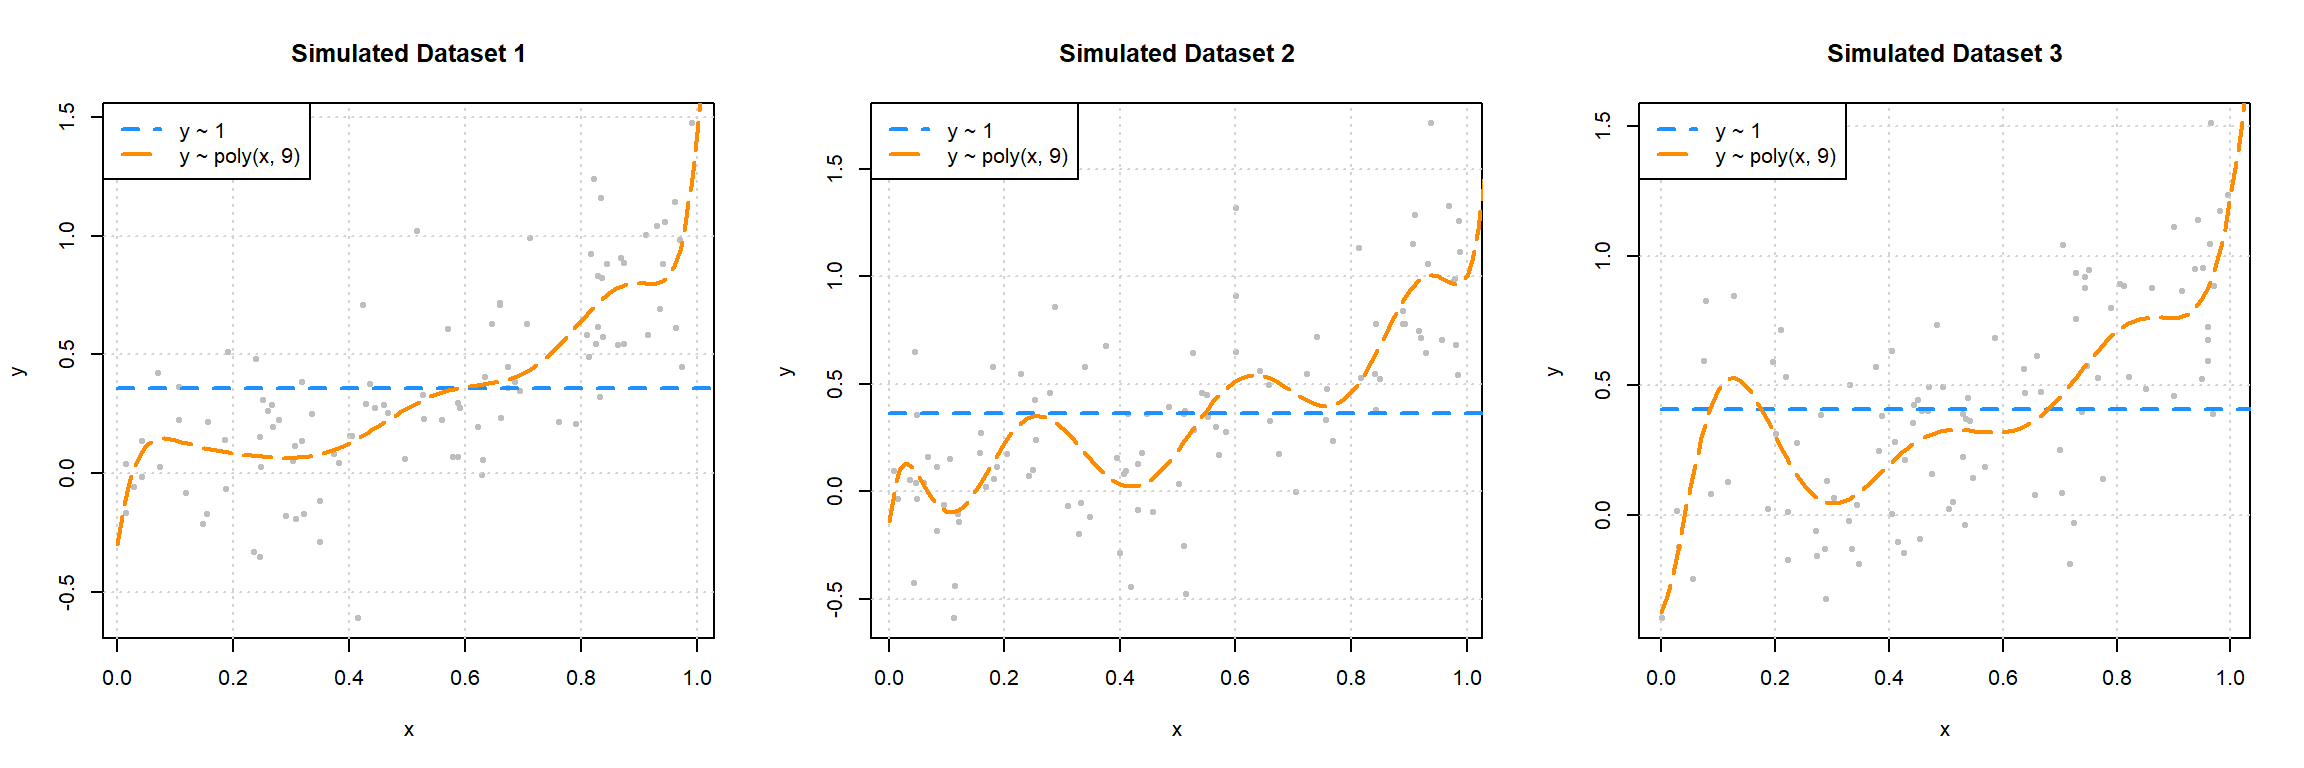 Simulated Dataset 1
y ~ 1
y ~ poly(x, 9)
1.5
1.0
0.5
0.0
-0.5
y
0.0 0.2 0.4 0.6 0.8 1.0
x
Simulated Dataset 2
y ~ 1
y ~ poly(x, 9)
1.5
1.0
0.5
0.0
-0.5
y
0.0 0.2 0.4 0.6 0.8 1.0
x
Simulated Dataset 3
y ~ 1
y ~ poly(x, 9)
1.5
1.0
0.5
0.0
y
0.0 0.2 0.4 0.6 0.8 1.0
x